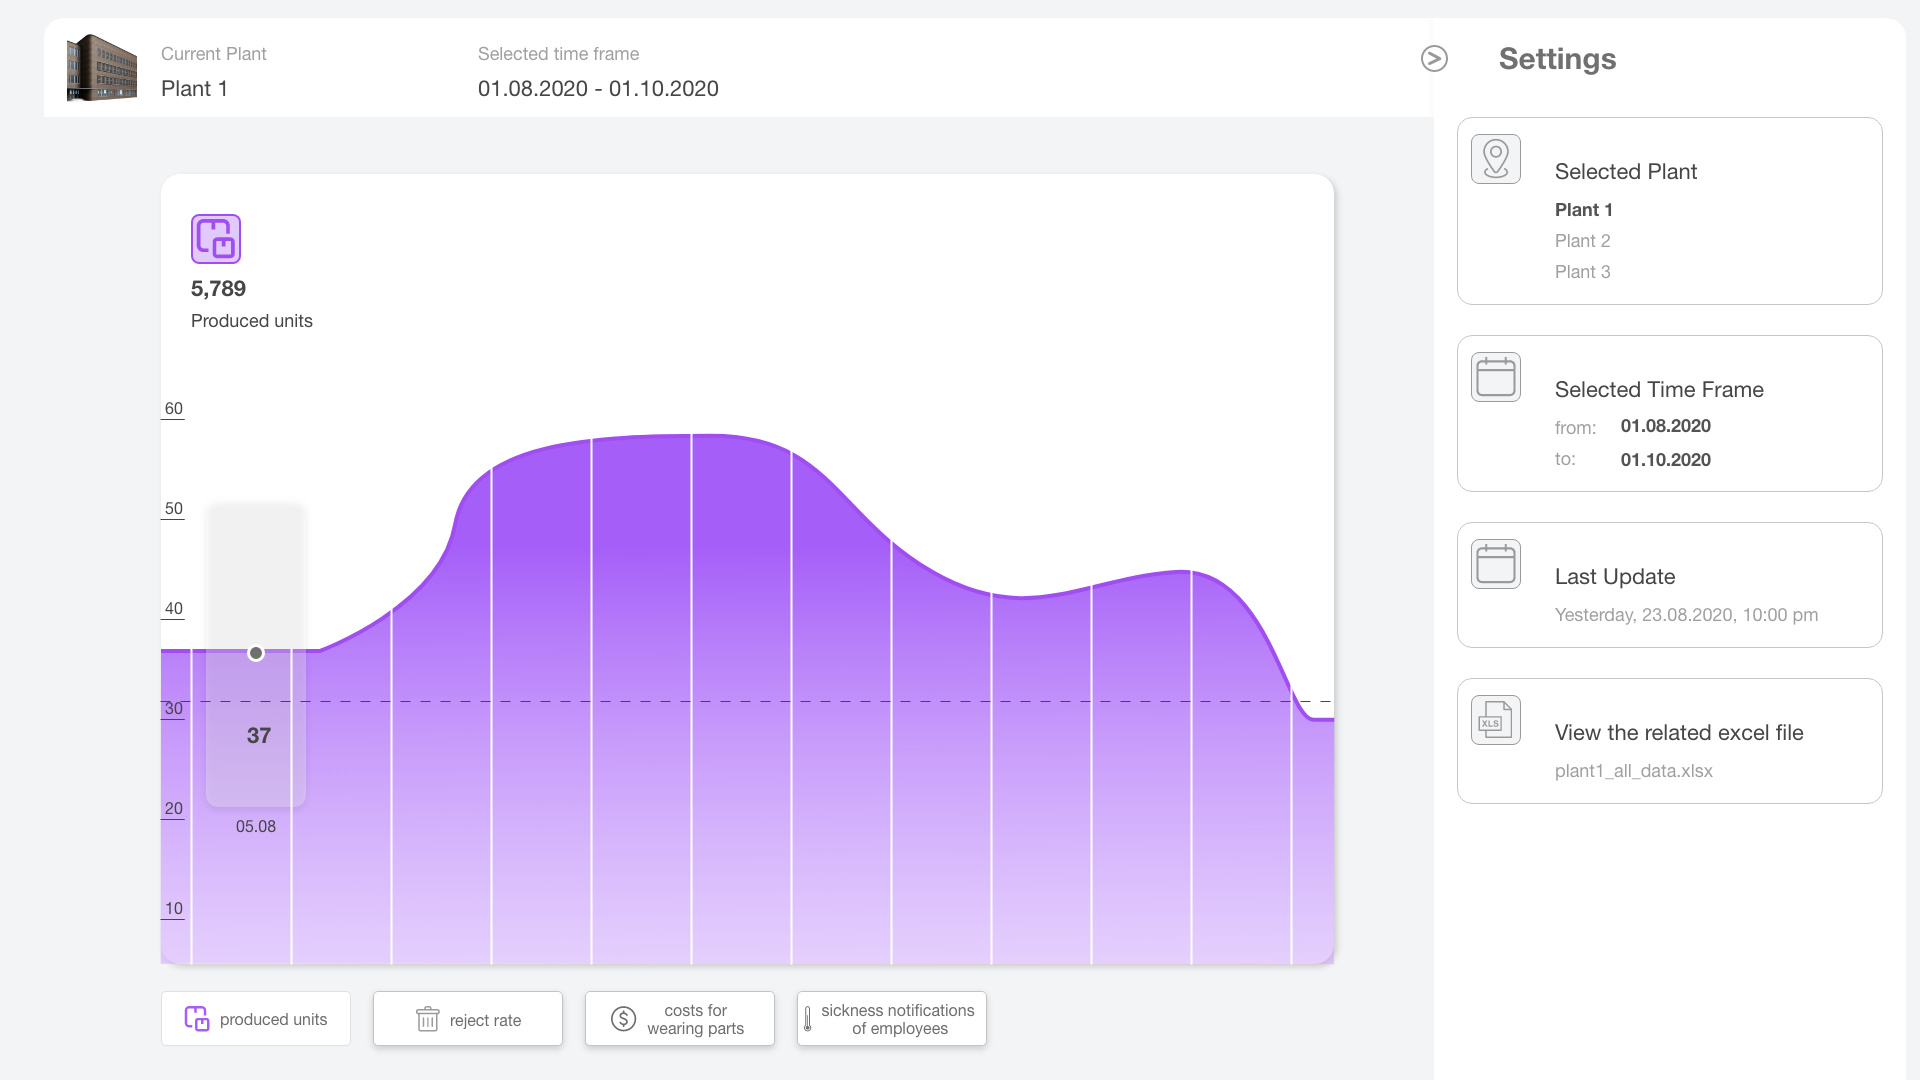 Current Plant
Plant 1
Selected time frame
01.08.2020 - 01.10.2020
Settings
5,789
Produced units
60
50
40
30
20
10
37
05.08
produced units
reject rate
costs for
wearing parts
sickness notifications
of employees
Selected Plant
Plant 1
Plant 2
Plant 3
Selected Time Frame
from: 01.08.2020
to: 01.10.2020
Last Update
Yesterday, 23.08.2020, 10:00 pm
XLS
View the related excel file
plant1_all_data.xlsx